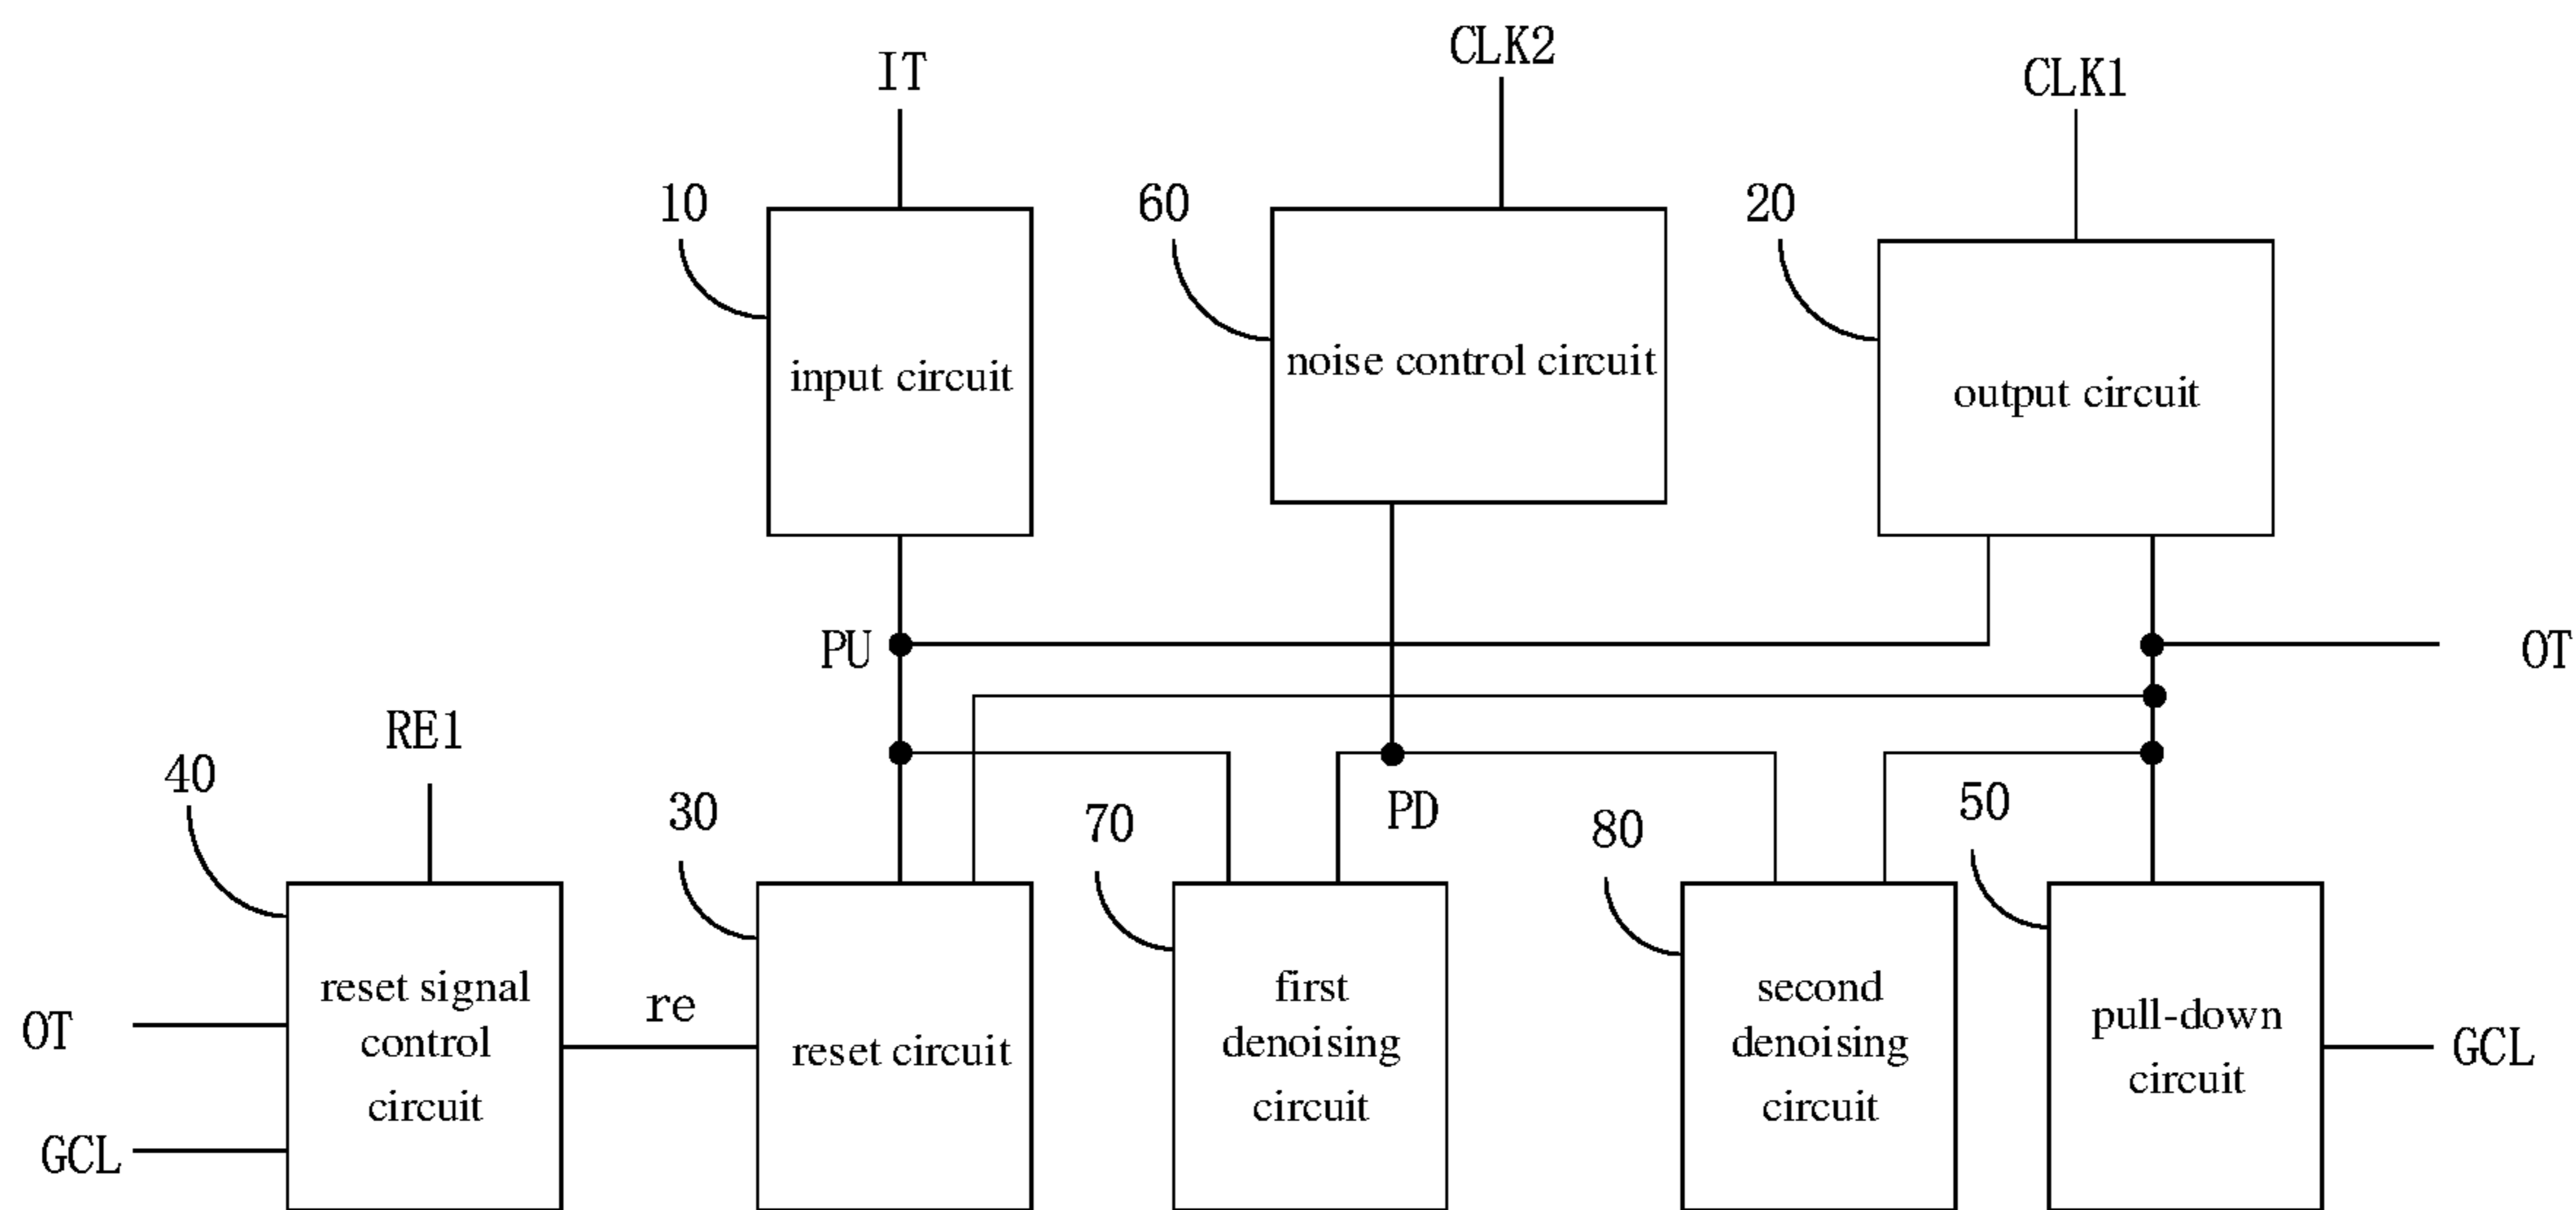 IT
CLK2
CLK1
10
60
20
input circuit
noise control circuit
output circuit
PU
OT
RE1
40
30
70
PD
80
50
reset signal
control
circuit
OT
GCL
re
reset circuit
first
denoising
circuit
second
denoising
circuit
pull-down
circuit
GCL